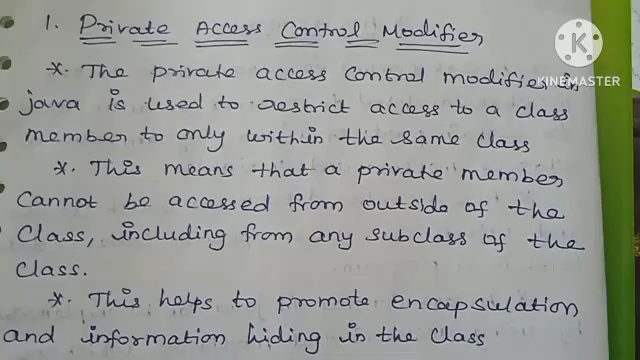 1. Private Access Control Modifier
*. The private access control modifier in
java is used to restrict access to a class
member to only within the same class
*. This means that a private member
cannot be accessed from outside of the
class, including from any subclass of the
class.
*. This helps to promote encapsulation
and information hiding in the class
K
KINEMASTER